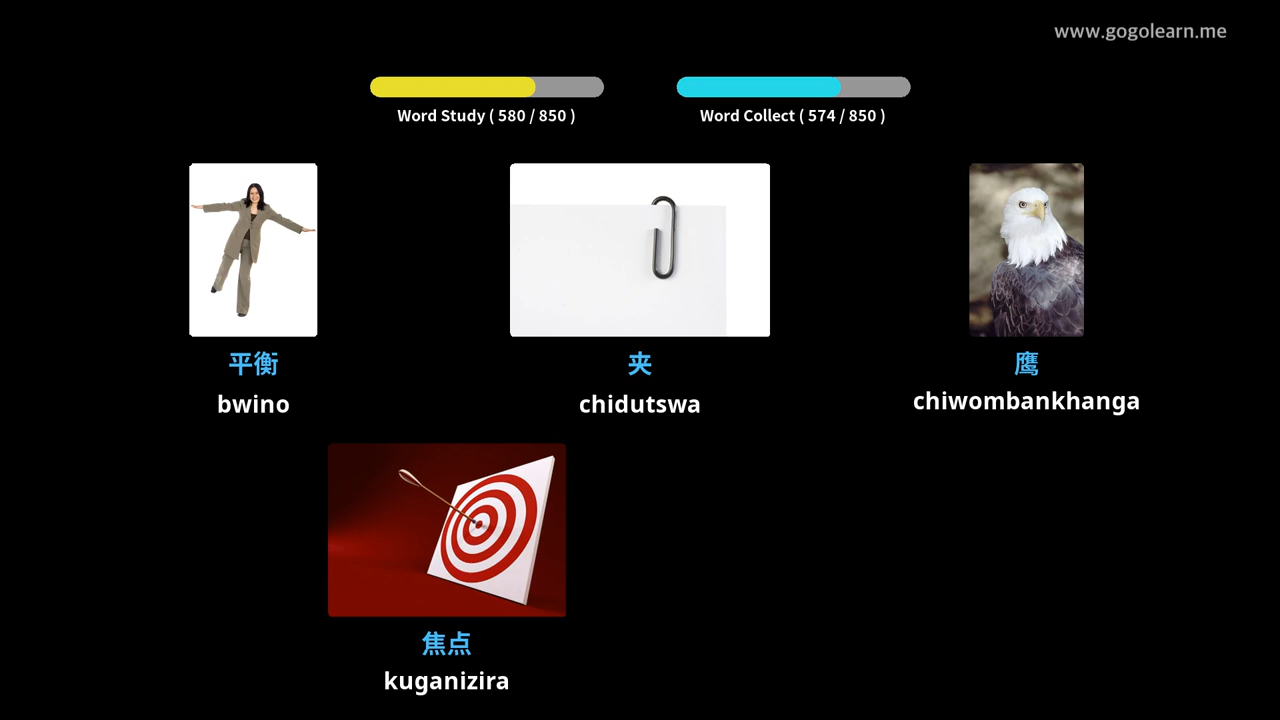 www.gogolearn.me
Word Study ( 580 / 850 )
Word Collect ( 574 / 850 )
平衡
bwino
夹
chidutswa
鹰
chiwombankhanga
焦点
kuganizira